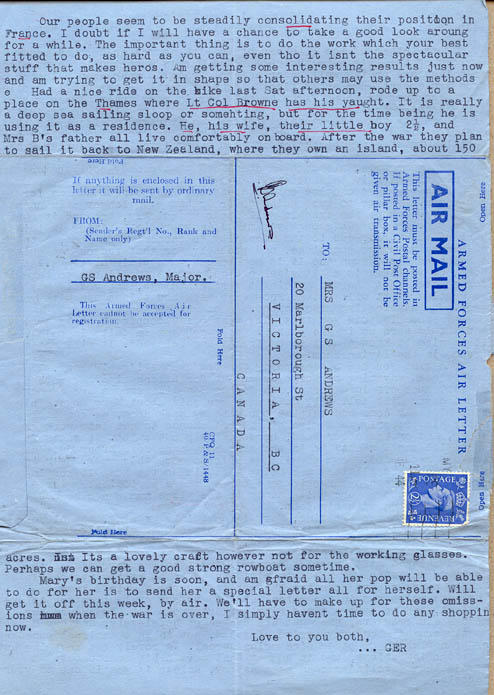 Our people seem to be steadily consolidating their positon in
France. I doubt if I will have a chance to take a good look aroung
for a while. The important thing is to do the work which your best
fitted to do, as hard as you can, even tho it isnt the spectacular
stuff that makes heros. Am getting some interesting results just now
and am trying to get it in shape so that others may use the methods
e Had a nice ride on the bike last Sat afternoon, rode up to a
place on the Thames where Lt Col Browne has his yaught. It is really
a deep sea sailing sloop or somehting, but for the time being he is
using it as a residence. He, his wife, their little boy 2½, and
Mrs B's father all live comfortably on board. After the war they plan
to sail it back to New Zealand, where they own an island, about 150
Fold Here
If anything is enclosed in this
letter it will be sent by ordinary
mail.
FROM:
(Sender's Regt'l No., Rank and
Name only)
GS Andrews, Major.
This Armed Forces Air
Letter cannot be accepted for
registration.
Fold Here
CFQ 11
40 P. & S./1448
Fold Here
Open Here
ARMED FORCES AIR LETTER
AIR MAIL
This letter must be posted in
Armed Forces Postal channels.
If posted in a Civil Post Office
or pillar box, it will not be
given air transmission.
TO:
MRS G S ANDREWS
20 Marlborough St
VICTORIA, BC
CANADA
Open Here
POSTAGE
REVENUE
acres. Its a lovely craft however not for the working glasses.
Perhaps we can get a good strong rowboat sometime.
Mary's birthday is soon, and am gfraid all her pop will be able
to do for her is to send her a special letter all for herself. Will
get it off this week, by air. We'll have to make up for these omiss-
ions when the war is over, I simply havent time to do any shoppin
now.
Love to you both,
... GER